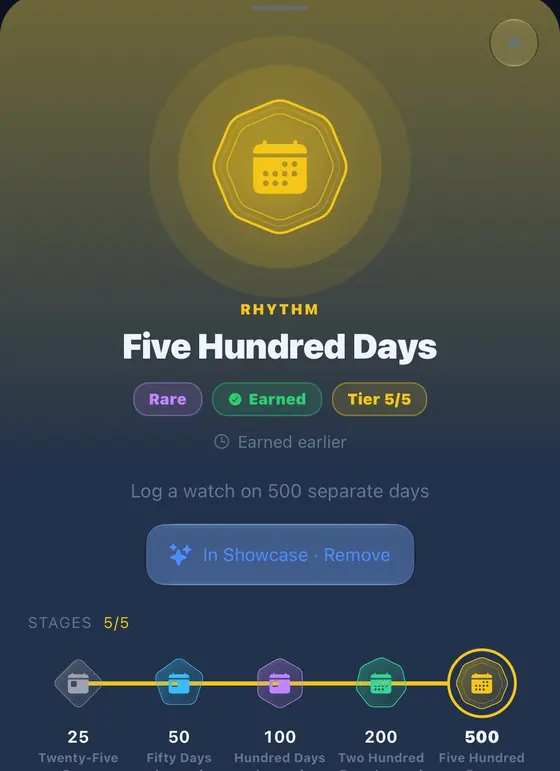 RHYTHM
Five Hundred Days
Rare
Earned
Tier 5/5
Earned earlier
Log a watch on 500 separate days
In Showcase · Remove
STAGES 5/5
25 50 100 200 500
Twenty-Five Fifty Days Hundred Days Two Hundred Five Hundred